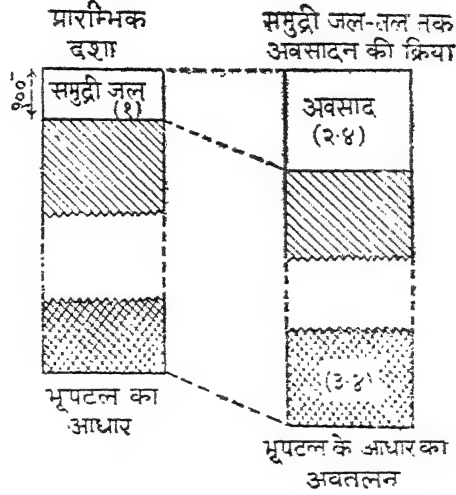 प्रारम्भिक
दशा
समुद्री जल-तल तक
अवसादन की क्रिया
१००'
समुद्री जल
(१)
अवसाद
(२·४)
(३·४)
भूपटल का
आधार
भूपटल के आधार का
अवतलन